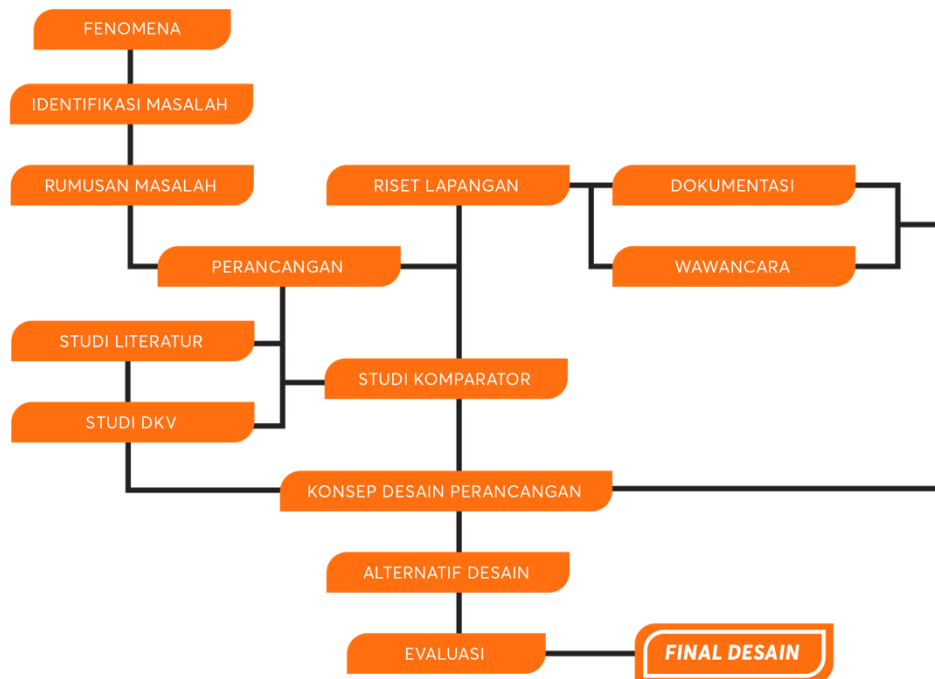 FENOMENA
IDENTIFIKASI MASALAH
RUMUSAN MASALAH
RISET LAPANGAN
DOKUMENTASI
PERANCANGAN
WAWANCARA
STUDI LITERATUR
STUDI KOMPARATOR
STUDI DKV
KONSEP DESAIN PERANCANGAN
ALTERNATIF DESAIN
EVALUASI
FINAL DESAIN